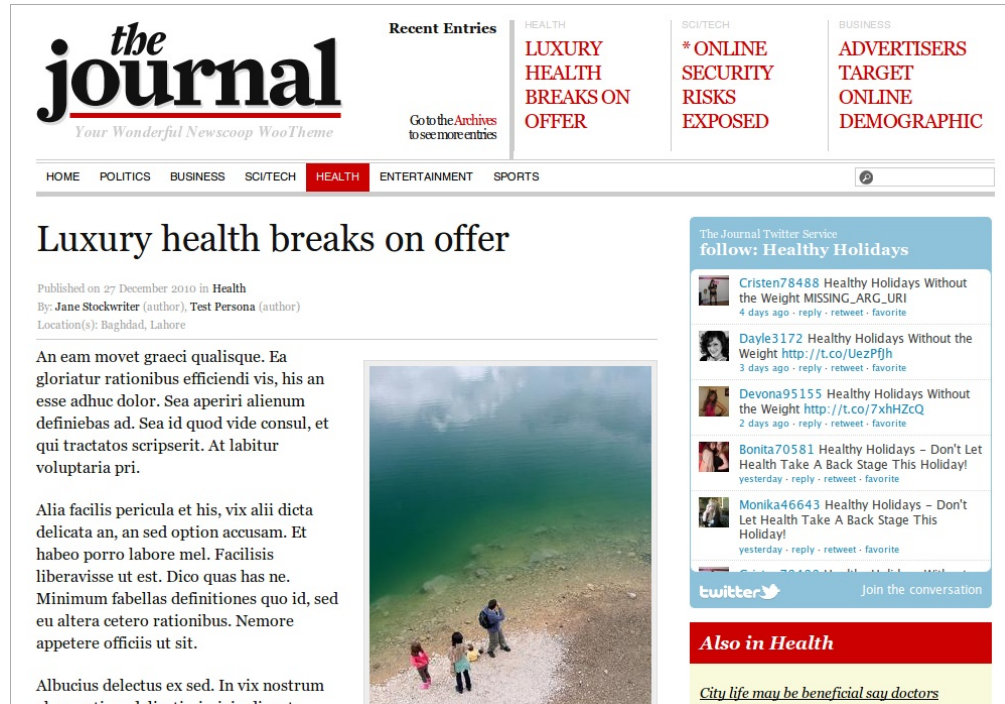 the
journal
Your Wonderful Newscoop WooTheme
Recent Entries
Go to the Archives
to see more entries
HEALTH
LUXURY
HEALTH
BREAKS ON
OFFER
SCI/TECH
* ONLINE
SECURITY
RISKS
EXPOSED
BUSINESS
ADVERTISERS
TARGET
ONLINE
DEMOGRAPHIC
HOME POLITICS BUSINESS SCI/TECH HEALTH ENTERTAINMENT SPORTS
Luxury health breaks on offer
Published on 27 December 2010 in Health
By: Jane Stockwriter (author), Test Persona (author)
Location(s): Baghdad, Lahore
An eam movet graeci qualisque. Ea
gloriatur rationibus efficiendi vis, his an
esse adhuc dolor. Sea aperiri alienum
definiebas ad. Sea id quod vide consul, et
qui tractatos scripserit. At labitur
voluptaria pri.
Alia facilis pericula et his, vix alii dicta
delicata an, an sed option accusam. Et
habeo porro labore mel. Facilisis
liberavisse ut est. Dico quas has ne.
Minimum fabellas definitiones quo id, sed
eu altera cetero rationibus. Nemore
appetere officiis ut sit.
Albucius delectus ex sed. In vix nostrum
The Journal Twitter Service
follow: Healthy Holidays
Cristen78488 Healthy Holidays Without
the Weight MISSING_ARG_URI
4 days ago · reply · retweet · favorite
Dayle3172 Healthy Holidays Without the
Weight http://t.co/UezPfJh
3 days ago · reply · retweet · favorite
Devona95155 Healthy Holidays Without
the Weight http://t.co/7xhHZcQ
2 days ago · reply · retweet · favorite
Bonita70581 Healthy Holidays – Don't Let
Health Take A Back Stage This Holiday!
yesterday · reply · retweet · favorite
Monika46643 Healthy Holidays – Don't
Let Health Take A Back Stage This
Holiday!
yesterday · reply · retweet · favorite
twitter
Join the conversation
Also in Health
City life may be beneficial say doctors